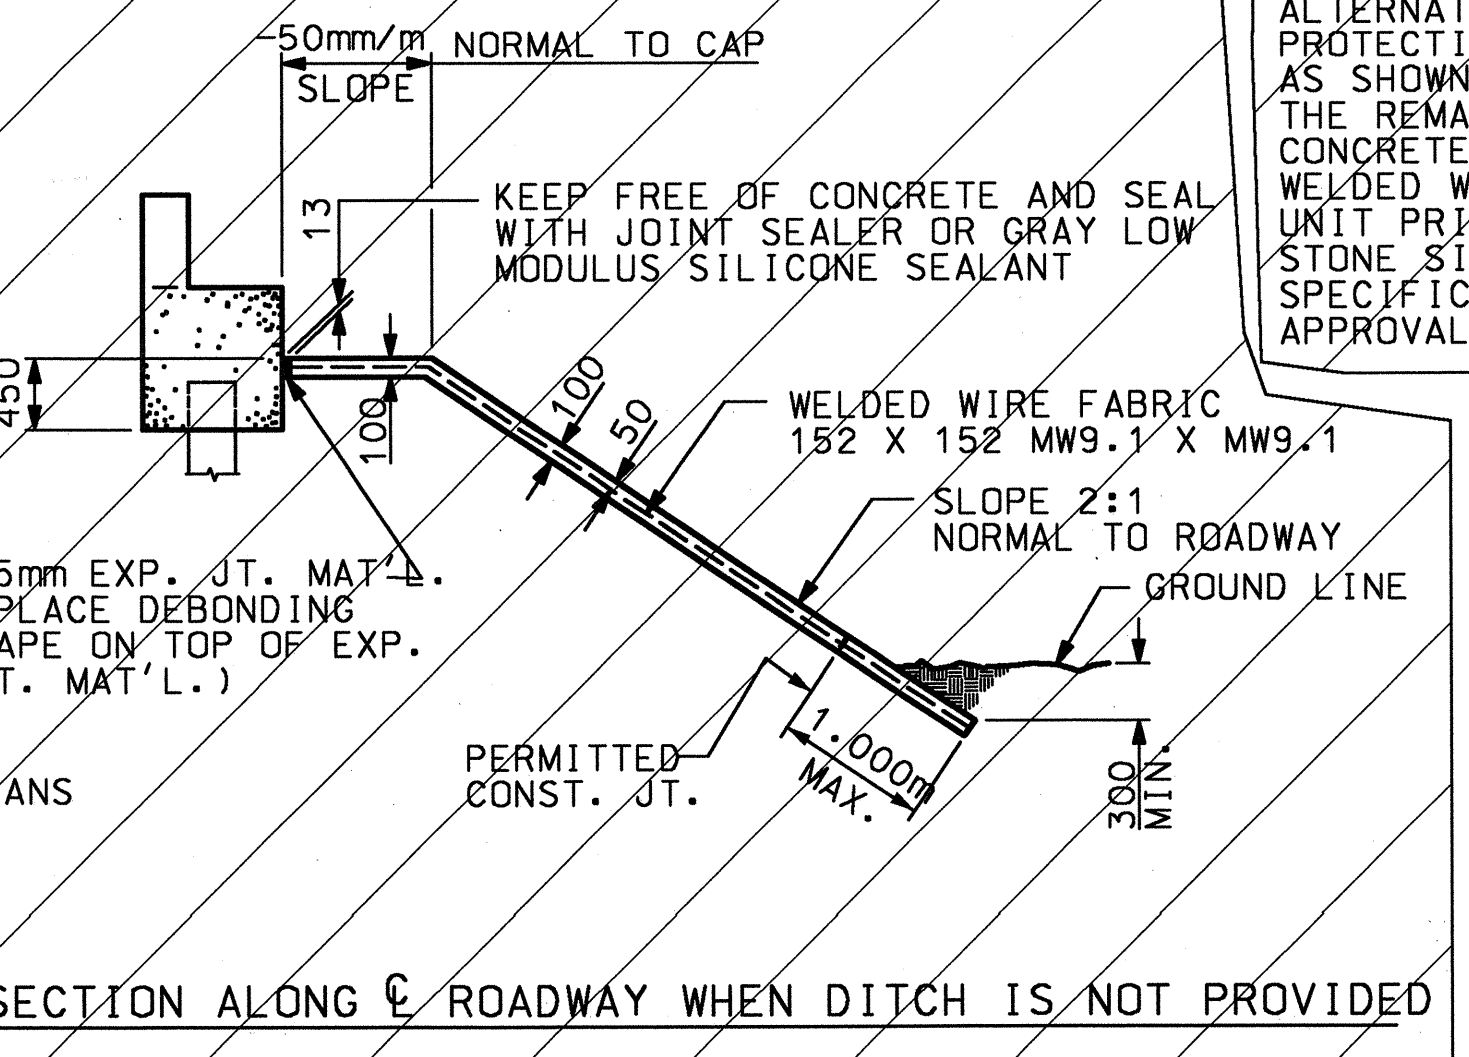 -50mm/m NORMAL TO CAP
SLOPE
13
KEEP FREE OF CONCRETE AND SEAL
WITH JOINT SEALER OR GRAY LOW
MODULUS SILICONE SEALANT
450
100
100
50
WELDED WIRE FABRIC
152 X 152 MW9.1 X MW9.1
SLOPE 2:1
NORMAL TO ROADWAY
GROUND LINE
5mm EXP. JT. MAT'L.
PLACE DEBONDING
APE ON TOP OF EXP.
T. MAT'L.)
ANS
PERMITTED
CONST. JT.
1.000m
MAX.
300
MIN.
ALTERNAT
PROTECTI
AS SHOWN
THE REMA
CONCRETE
WELDED W
UNIT PRI
STONE SI
SPECIFIC
APPROVAL
SECTION ALONG ℄ ROADWAY WHEN DITCH IS NOT PROVIDED